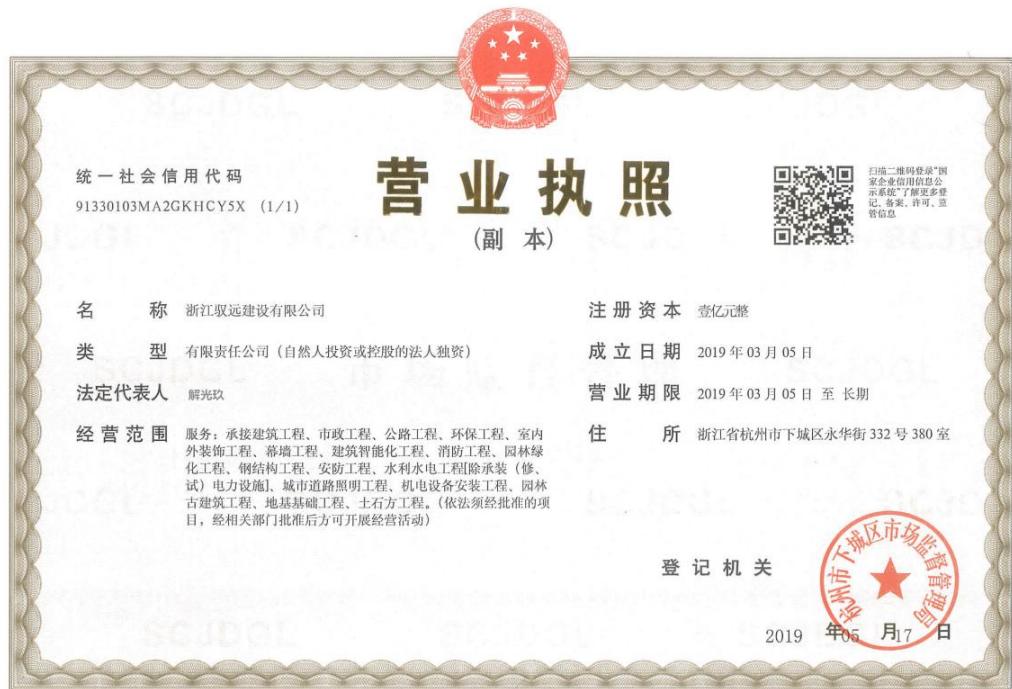 统一社会信用代码
91330103MA2GKHCY5X (1/1)
营业执照
(副 本)
扫描二维码登录"国
家企业信用信息公
示系统"了解更多登
记、备案、许可、监
管信息
名 称 浙江驭远建设有限公司
类 型 有限责任公司（自然人投资或控股的法人独资）
法定代表人 解光玖
经营范围 服务：承接建筑工程、市政工程、公路工程、环保工程、室内
外装饰工程、幕墙工程、建筑智能化工程、消防工程、园林绿
化工程、钢结构工程、安防工程、水利水电工程[除承装（修、
试）电力设施]、城市道路照明工程、机电设备安装工程、园林
古建筑工程、地基基础工程、土石方工程。（依法须经批准的项
目，经相关部门批准后方可开展经营活动）
注册资本 壹亿元整
成立日期 2019年03月05日
营业期限 2019年03月05日 至 长期
住 所 浙江省杭州市下城区永华街332号380室
登记机关
杭州市下城区市场监督管理局
2019 年05 月17 日